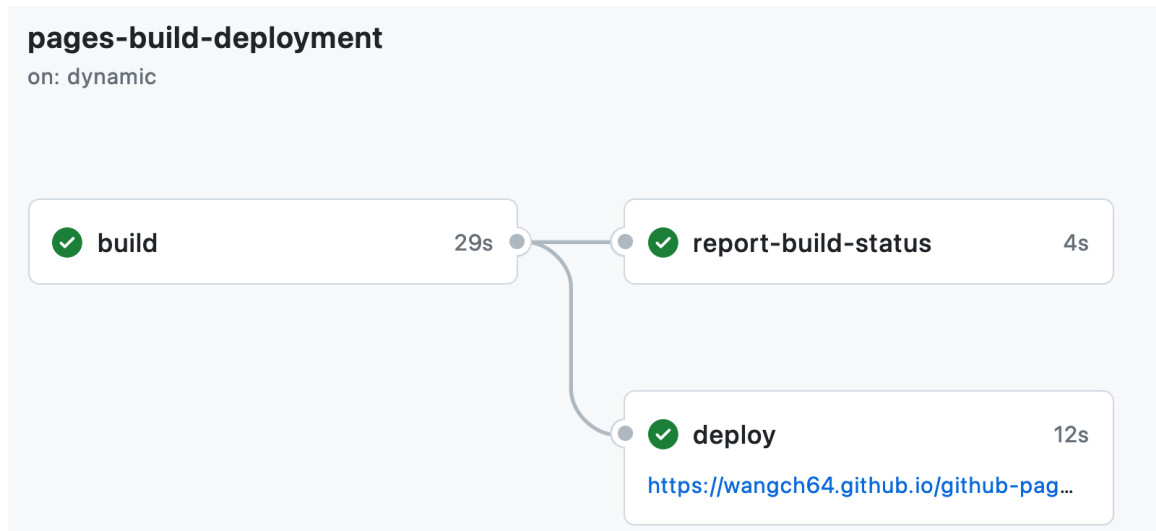 pages-build-deployment
on: dynamic
build 29s
report-build-status 4s
deploy 12s
https://wangch64.github.io/github-pag…